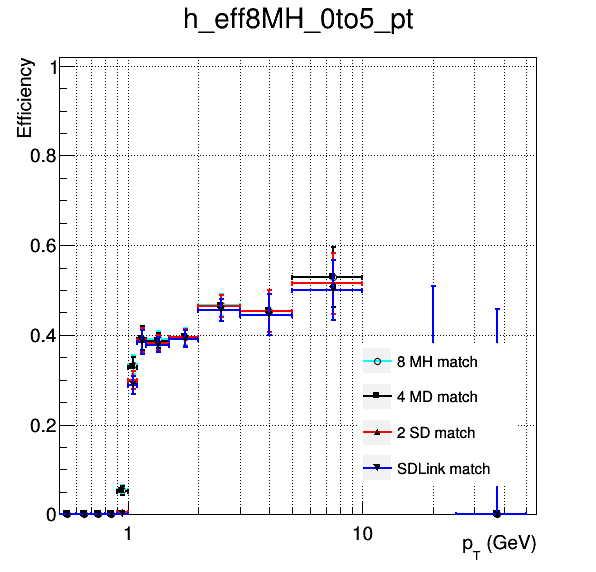 h_eff8MH_0to5_pt
Efficiency
1
0.8
0.6
0.4
0.2
0
8 MH match
4 MD match
2 SD match
SDLink match
1
10
p_T (GeV)